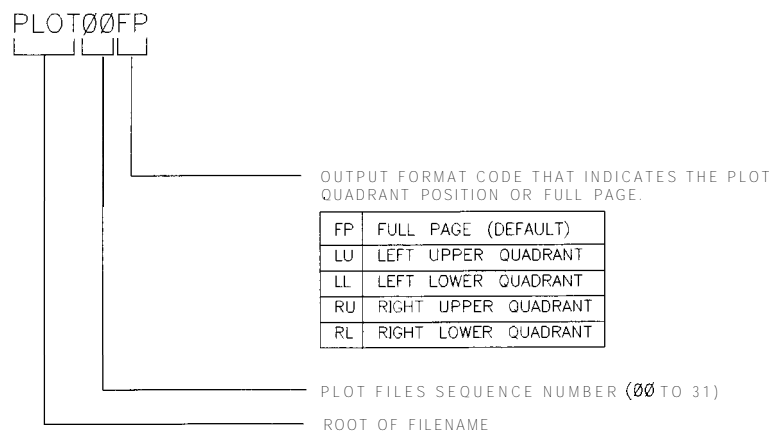 PLOTØØFP
OUTPUT FORMAT CODE THAT INDICATES THE PLOT
QUADRANT POSITION OR FULL PAGE.
FP FULL PAGE (DEFAULT)
LU LEFT UPPER QUADRANT
LL LEFT LOWER QUADRANT
RU RIGHT UPPER QUADRANT
RL RIGHT LOWER QUADRANT
PLOT FILES SEQUENCE NUMBER (ØØ TO 31)
ROOT OF FILENAME